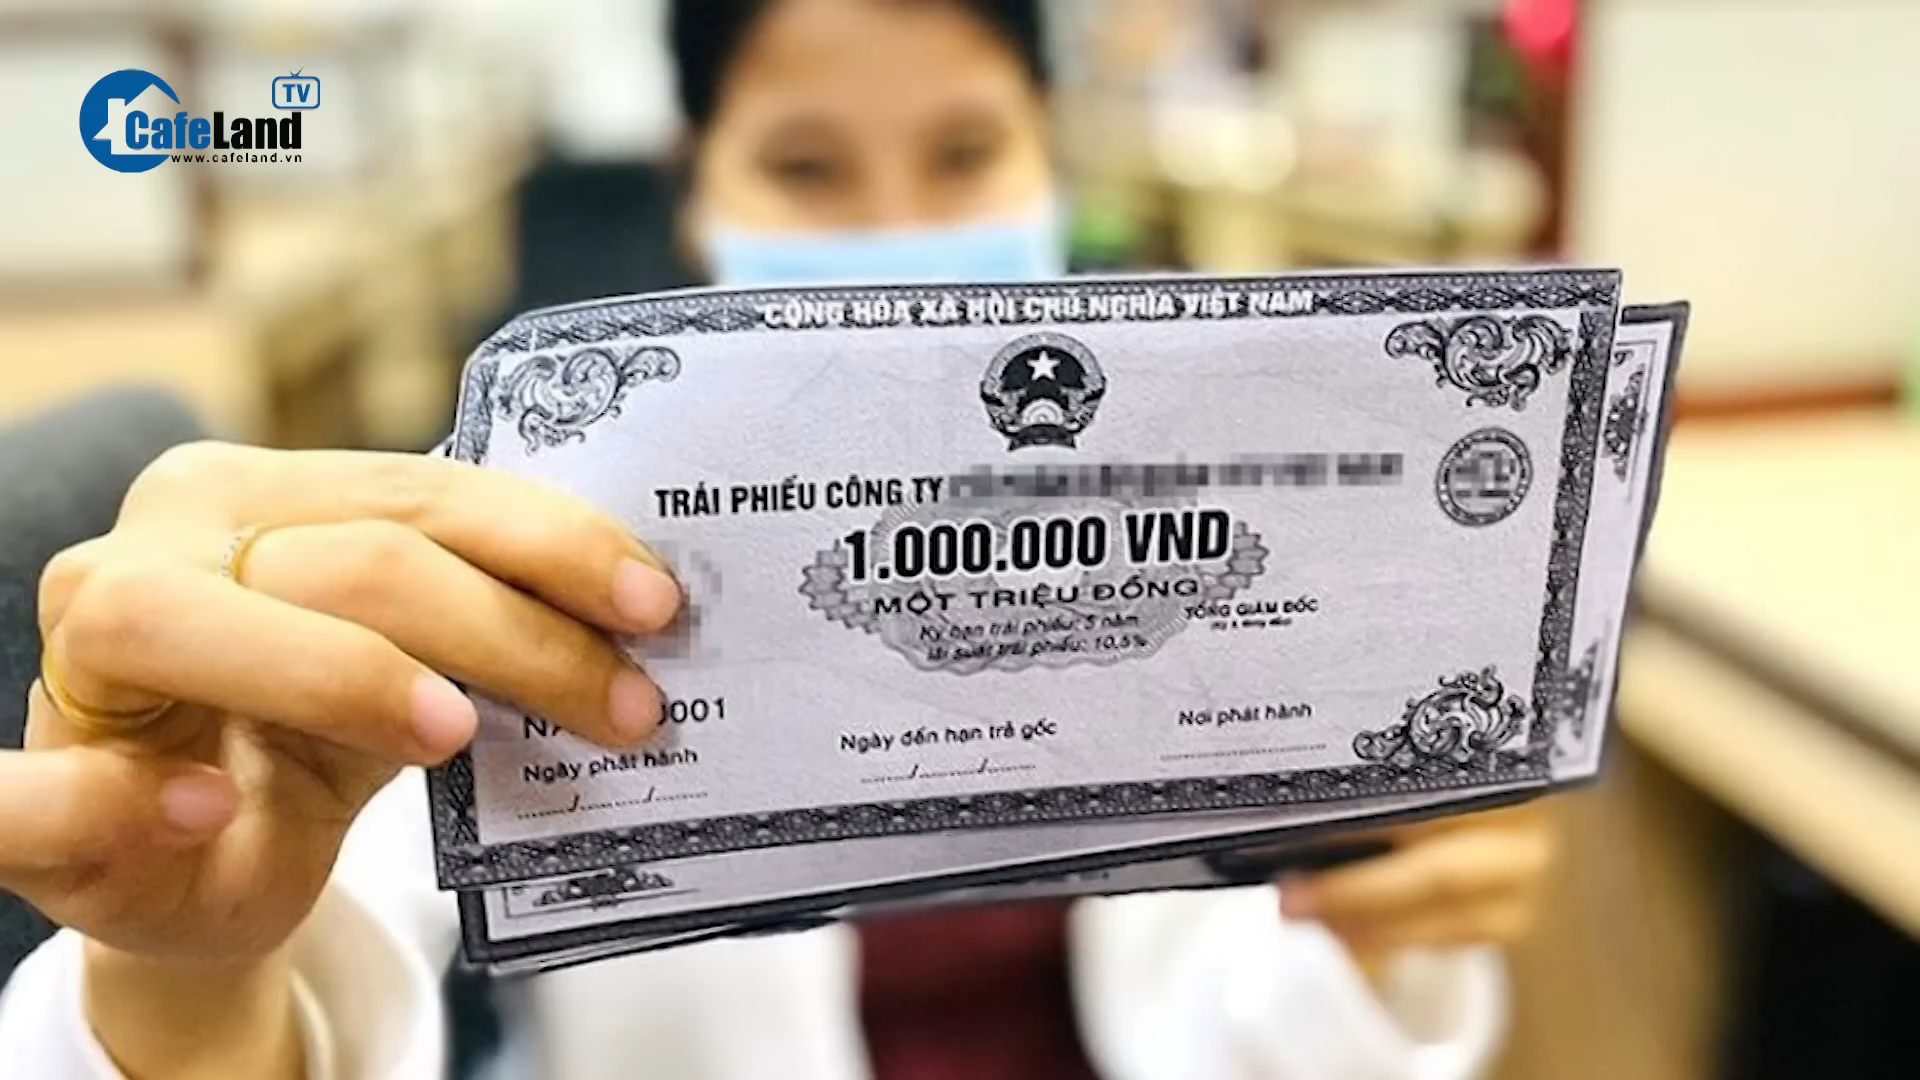 TV
CafeLand
www.cafeland.vn
CỘNG HÒA XÃ HỘI CHỦ NGHĨA VIỆT NAM
TRÁI PHIẾU CÔNG TY
1.000.000 VND
MỘT TRIỆU ĐỒNG
Kỳ hạn trái phiếu: 5 năm
TỔNG GIÁM ĐỐC
lãi suất trái phiếu: 10,5%
0001
Ngày phát hành
Ngày đến hạn trả gốc
Nơi phát hành